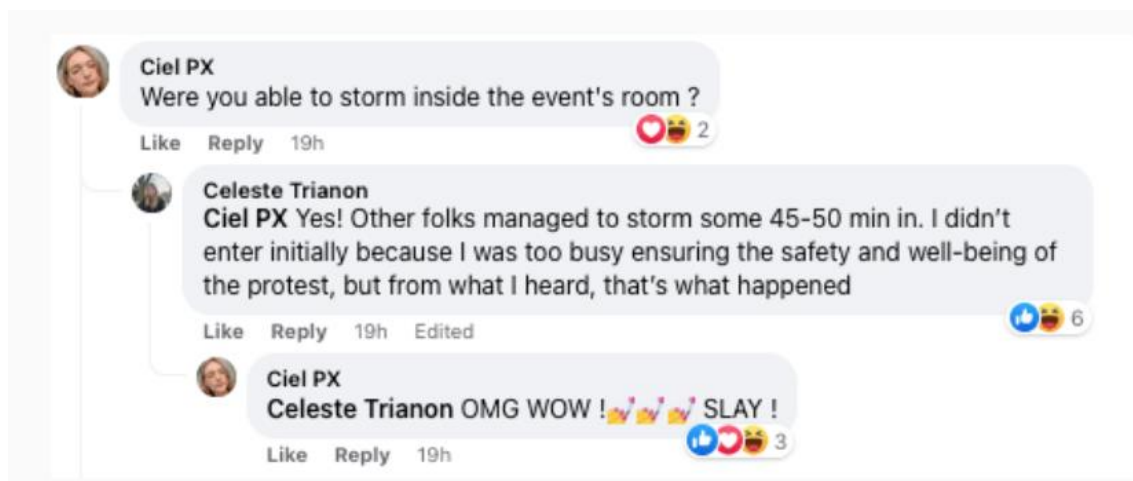 Ciel PX
Were you able to storm inside the event's room ?
2
Like Reply 19h
Celeste Trianon
Ciel PX Yes! Other folks managed to storm some 45-50 min in. I didn’t
enter initially because I was too busy ensuring the safety and well-being of
the protest, but from what I heard, that’s what happened
6
Like Reply 19h Edited
Ciel PX
Celeste Trianon OMG WOW !💅💅💅 SLAY !
3
Like Reply 19h